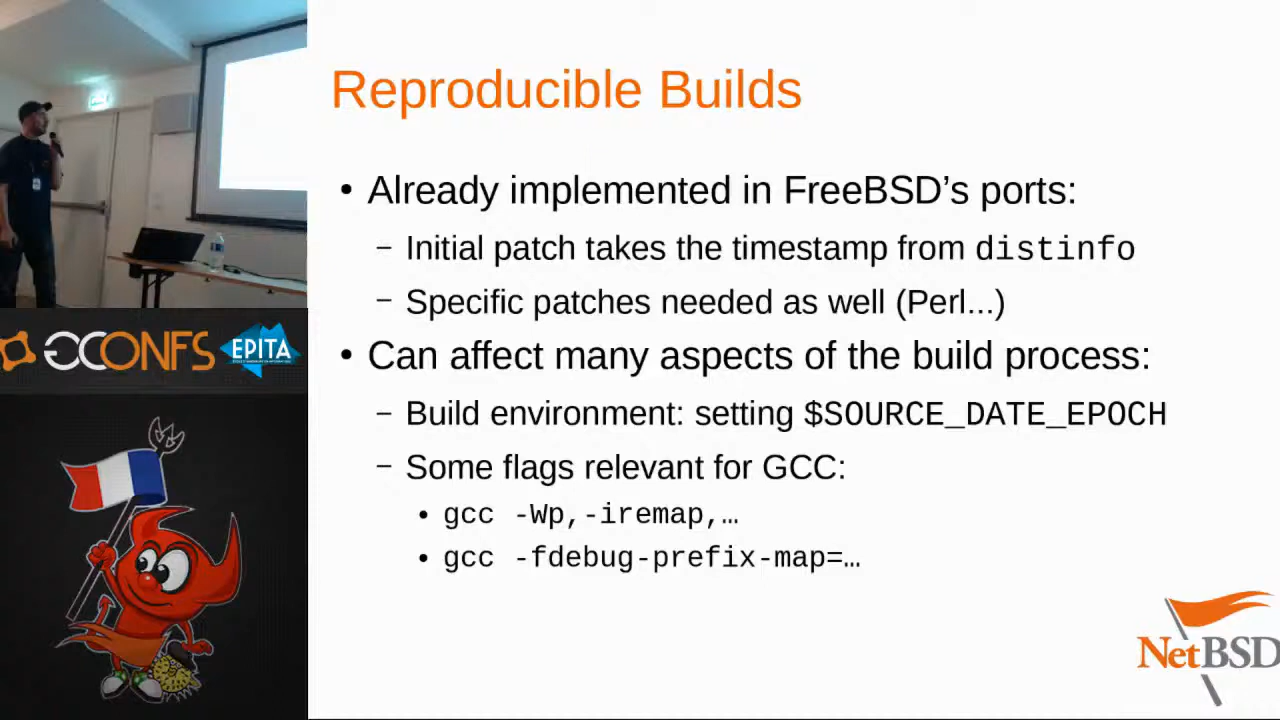 Reproducible Builds
• Already implemented in FreeBSD’s ports:
– Initial patch takes the timestamp from distinfo
– Specific patches needed as well (Perl...)
• Can affect many aspects of the build process:
– Build environment: setting $SOURCE_DATE_EPOCH
– Some flags relevant for GCC:
• gcc -Wp,-iremap,…
• gcc -fdebug-prefix-map=…
GCONFS
EPITA
NetBSD